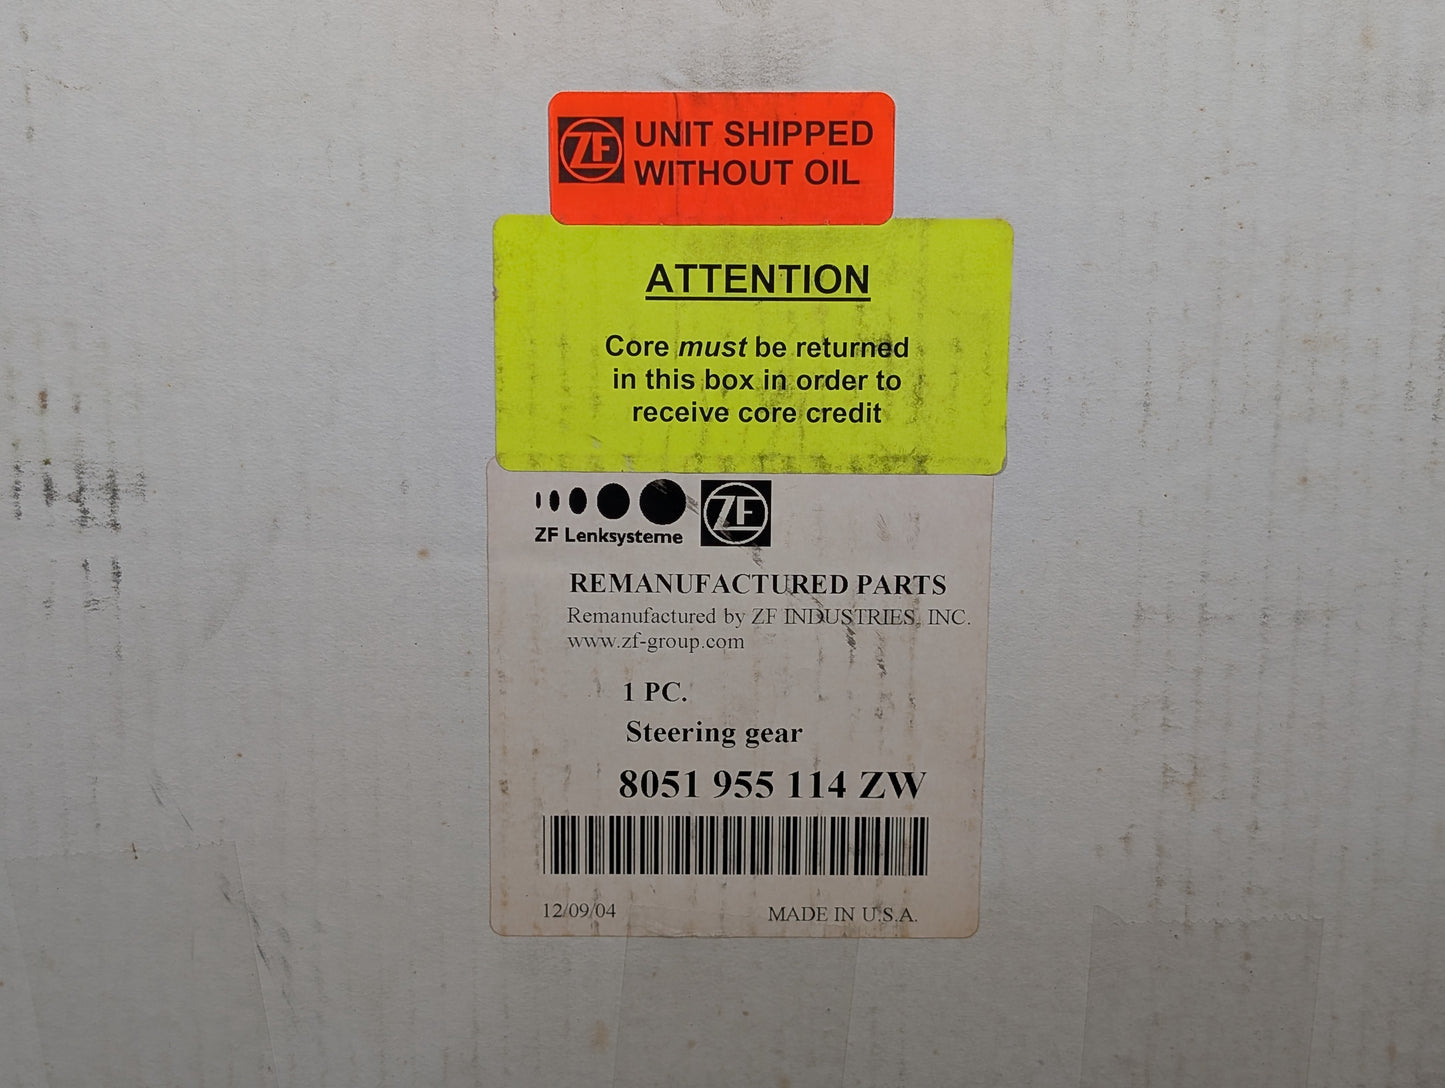 ZF UNIT SHIPPED
WITHOUT OIL
ATTENTION
Core must be returned
in this box in order to
receive core credit
ZF Lenksysteme
ZF
REMANUFACTURED PARTS
Remanufactured by ZF INDUSTRIES, INC.
www.zf-group.com
1 PC.
Steering gear
8051 955 114 ZW
12/09/04
MADE IN U.S.A.